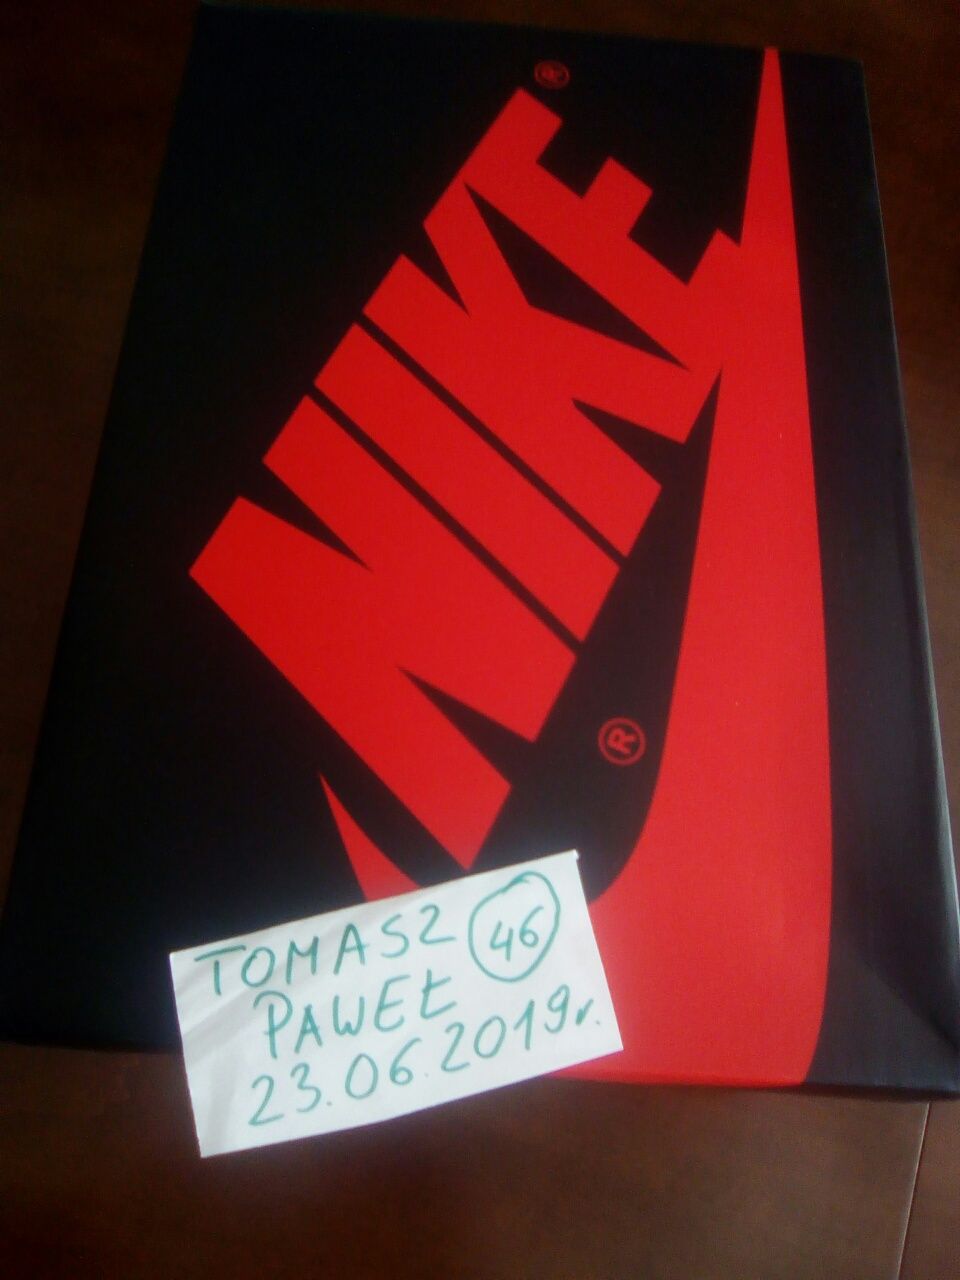 NIKE®
®
TOMASZ 46
PAWEŁ
23.06.2019r.